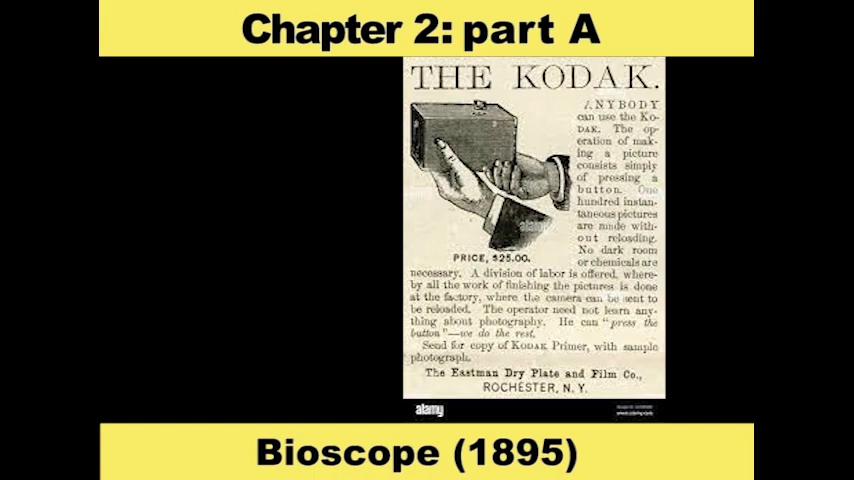 Chapter 2: part A
THE KODAK.
ANYBODY
can use the Ko-
DAK. The op-
eration of mak-
ing a picture
consists simply
of pressing a
button. One
hundred instan-
taneous pictures
are made with-
out reloading.
No dark room
or chemicals are
alamy
PRICE, $25.00.
necessary. A division of labor is offered, where-
by all the work of finishing the pictures is done
at the factory, where the camera can be sent to
be reloaded. The operator need not learn any-
thing about photography. He can "press the
button"—we do the rest.
Send for copy of KODAK Primer, with sample
photograph.
The Eastman Dry Plate and Film Co.,
ROCHESTER, N. Y.
alamy
www.alamy.com
Bioscope (1895)